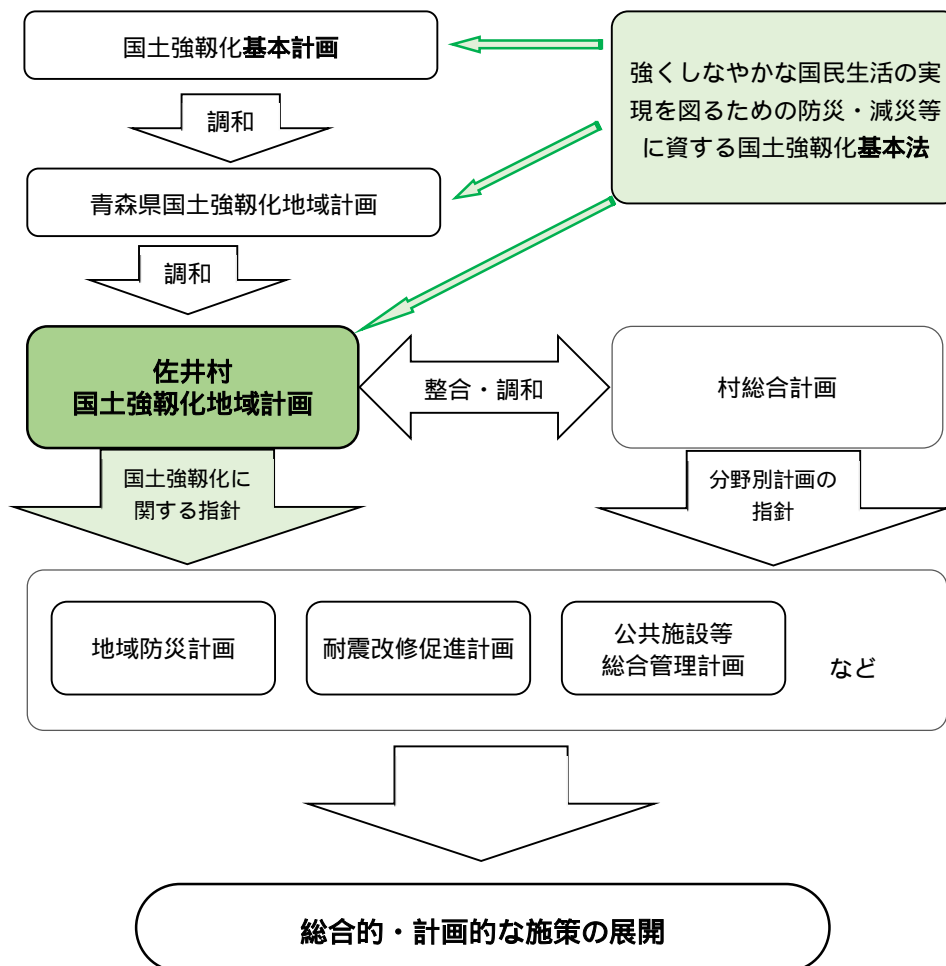 国土強靱化基本計画
強くしなやかな国民生活の実
現を図るための防災・減災等
に資する国土強靱化基本法
調和
青森県国土強靱化地域計画
調和
佐井村
国土強靱化地域計画
整合・調和
村総合計画
国土強靱化に
関する指針
分野別計画の
指針
地域防災計画
耐震改修促進計画
公共施設等
総合管理計画
など
総合的・計画的な施策の展開